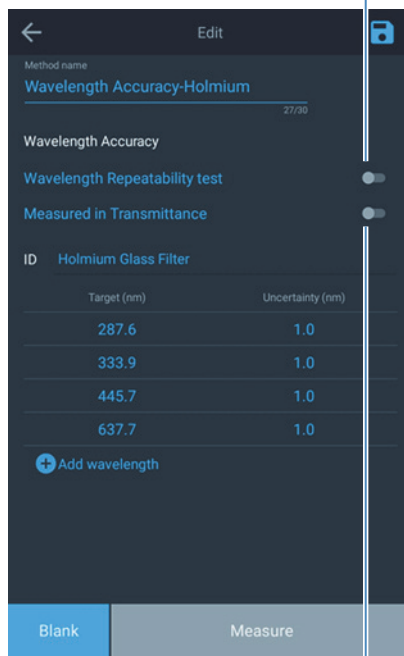 Edit
Method name
Wavelength Accuracy-Holmium
27/30
Wavelength Accuracy
Wavelength Repeatability test
Measured in Transmittance
ID Holmium Glass Filter
Target (nm) Uncertainty (nm)
287.6 1.0
333.9 1.0
445.7 1.0
637.7 1.0
Add wavelength
Blank Measure